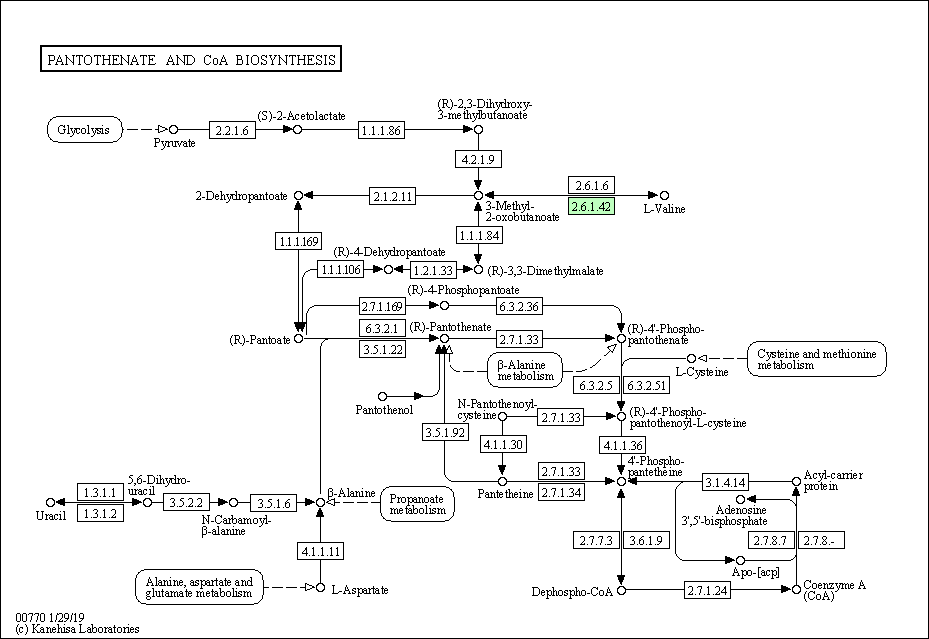 PANTOTHENATE AND CoA BIOSYNTHESIS
(R)-2,3-Dihydroxy-
3-methylbutanoate
(S)-2-Acetolactate
Glycolysis
2.2.1.6
1.1.1.86
Pyruvate
4.2.1.9
2-Dehydropantoate
2.1.2.11
2.6.1.6
2.6.1.42
L-Valine
3-Methyl-
2-oxobutanoate
1.1.1.169
1.1.1.84
(R)-4-Dehydropantoate
1.1.1.106
1.2.1.33
(R)-3,3-Dimethylmalate
(R)-4-Phosphopantoate
2.7.1.169
6.3.2.36
6.3.2.1
(R)-Pantothenate
(R)-4'-Phospho-
pantothenate
(R)-Pantoate
2.7.1.33
3.5.1.22
β-Alanine
metabolism
Cysteine and methionine
metabolism
L-Cysteine
6.3.2.5
6.3.2.51
Pantothenol
N-Pantothenoyl-
cysteine
2.7.1.33
(R)-4'-Phospho-
pantothenoyl-L-cysteine
3.5.1.92
4.1.1.30
4.1.1.36
4'-Phospho-
pantetheine
2.7.1.33
Pantetheine
2.7.1.34
3.1.4.14
Acyl-carrier
protein
5,6-Dihydro-
uracil
1.3.1.1
1.3.1.2
Uracil
3.5.2.2
3.5.1.6
N-Carbamoyl-
β-alanine
β-Alanine
Propanoate
metabolism
Adenosine
3',5'-bisphosphate
2.7.7.3
3.6.1.9
2.7.8.7
2.7.8.-
4.1.1.11
Apo-[acp]
Alanine, aspartate and
glutamate metabolism
L-Aspartate
Dephospho-CoA
2.7.1.24
Coenzyme A
(CoA)
00770 1/29/19
(c) Kanehisa Laboratories